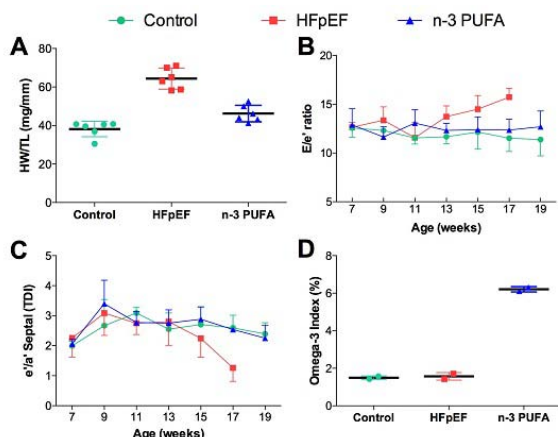 Control HFpEF n-3 PUFA
A
HW/TL (mg/mm)
80
60
40
20
0
Control HFpEF n-3 PUFA
B
E/e' ratio
20
15
10
5
0
7 9 11 13 15 17 19
Age (weeks)
C
e'/a' Septal (TDI)
5
4
3
2
1
0
7 9 11 13 15 17 19
Age (weeks)
D
Omega-3 Index (%)
8
6
4
2
0
Control HFpEF n-3 PUFA